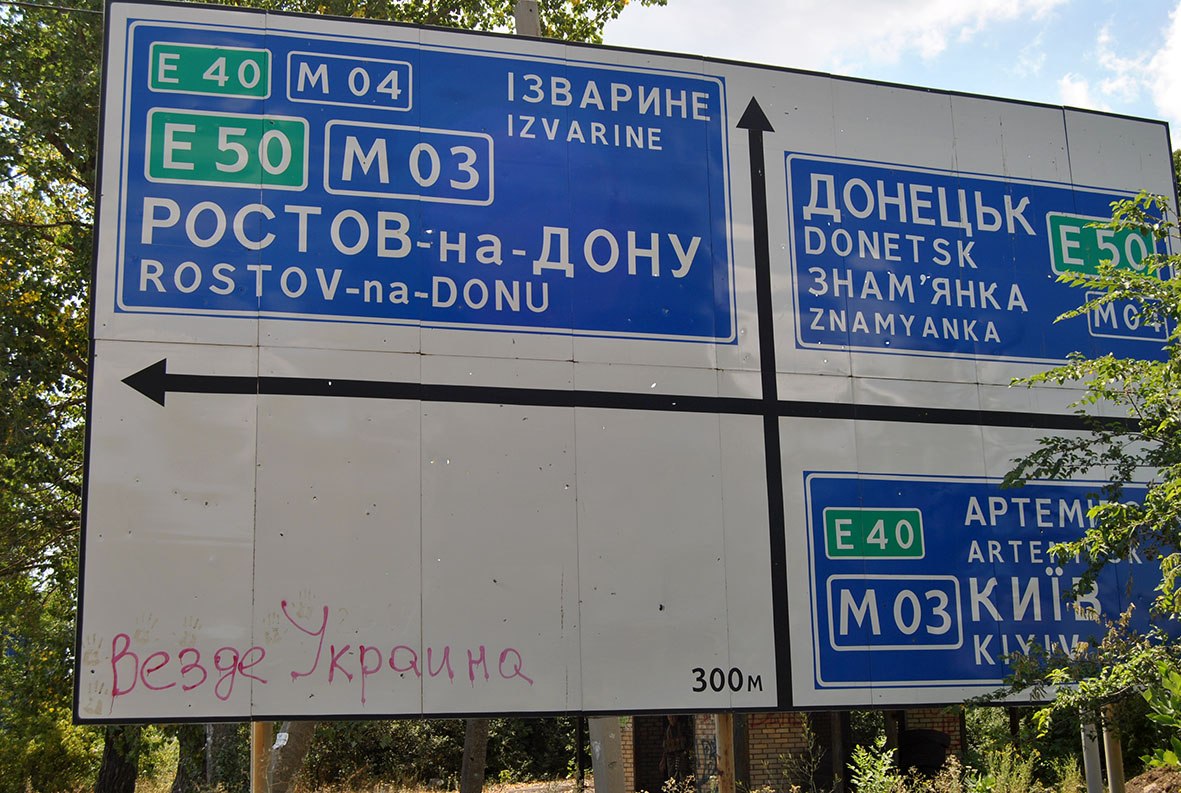 E 40 M 04 ІЗВАРИНЕ
IZVARINE
E 50 M 03
РОСТОВ-на-ДОНУ
ROSTOV-na-DONU
ДОНЕЦЬК
DONETSK
E 50
ЗНАМ'ЯНКА
ZNAMYANKA
M 04
E 40
M 03
КИЇВ
KYIV
300м
Везде Украина